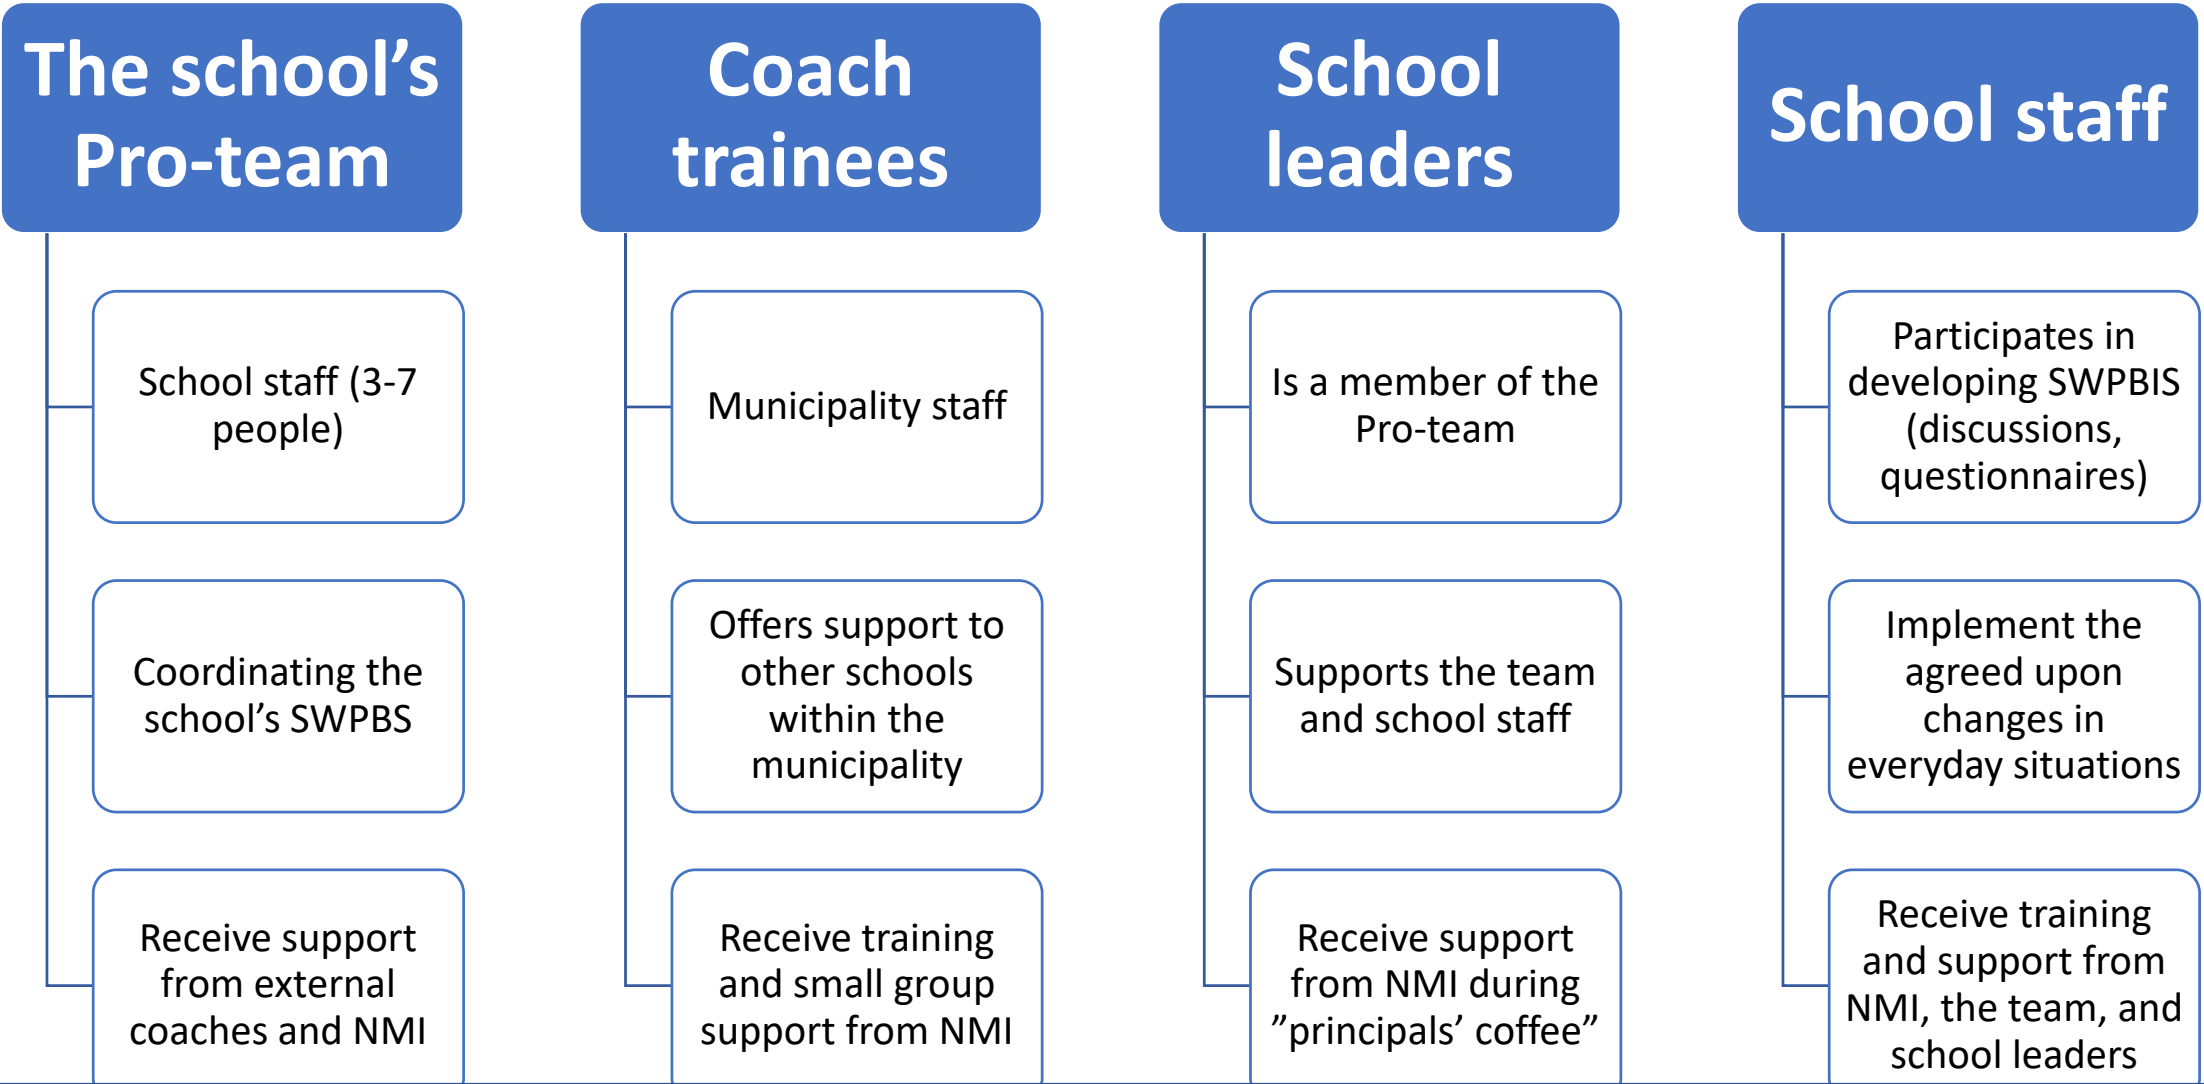 The school’s
Pro-team
School staff (3-7
people)
Coordinating the
school’s SWPBS
Receive support
from external
coaches and NMI
Coach
trainees
Municipality staff
Offers support to
other schools
within the
municipality
Receive training
and small group
support from NMI
School
leaders
Is a member of the
Pro-team
Supports the team
and school staff
Receive support
from NMI during
”principals’ coffee”
School staff
Participates in
developing SWPBIS
(discussions,
questionnaires)
Implement the
agreed upon
changes in
everyday situations
Receive training
and support from
NMI, the team, and
school leaders